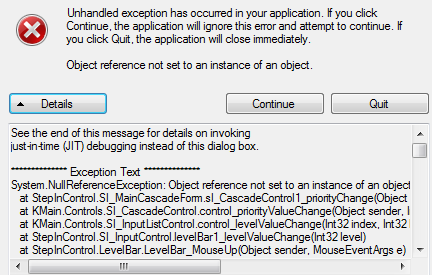 Unhandled exception has occurred in your application. If you click
Continue, the application will ignore this error and attempt to continue. If
you click Quit, the application will close immediately.
Object reference not set to an instance of an object.
Details
Continue
Quit
See the end of this message for details on invoking
just-in-time (JIT) debugging instead of this dialog box.
************** Exception Text **************
System.NullReferenceException: Object reference not set to an instance of an object
at StepInControl.SI_MainCascadeForm.sI_CascadeControl1_priorityChange(Object
at KMain.Controls.SI_CascadeControl.control_priorityValueChange(Object sender, I
at KMain.Controls.SI_InputListControl.control_levelValueChange(Int32 index, Int32 l
at StepInControl.SI_InputControl.levelBar1_levelValueChange(Int32 level)
at StepInControl.LevelBar.LevelBar_MouseUp(Object sender, MouseEventArgs e)